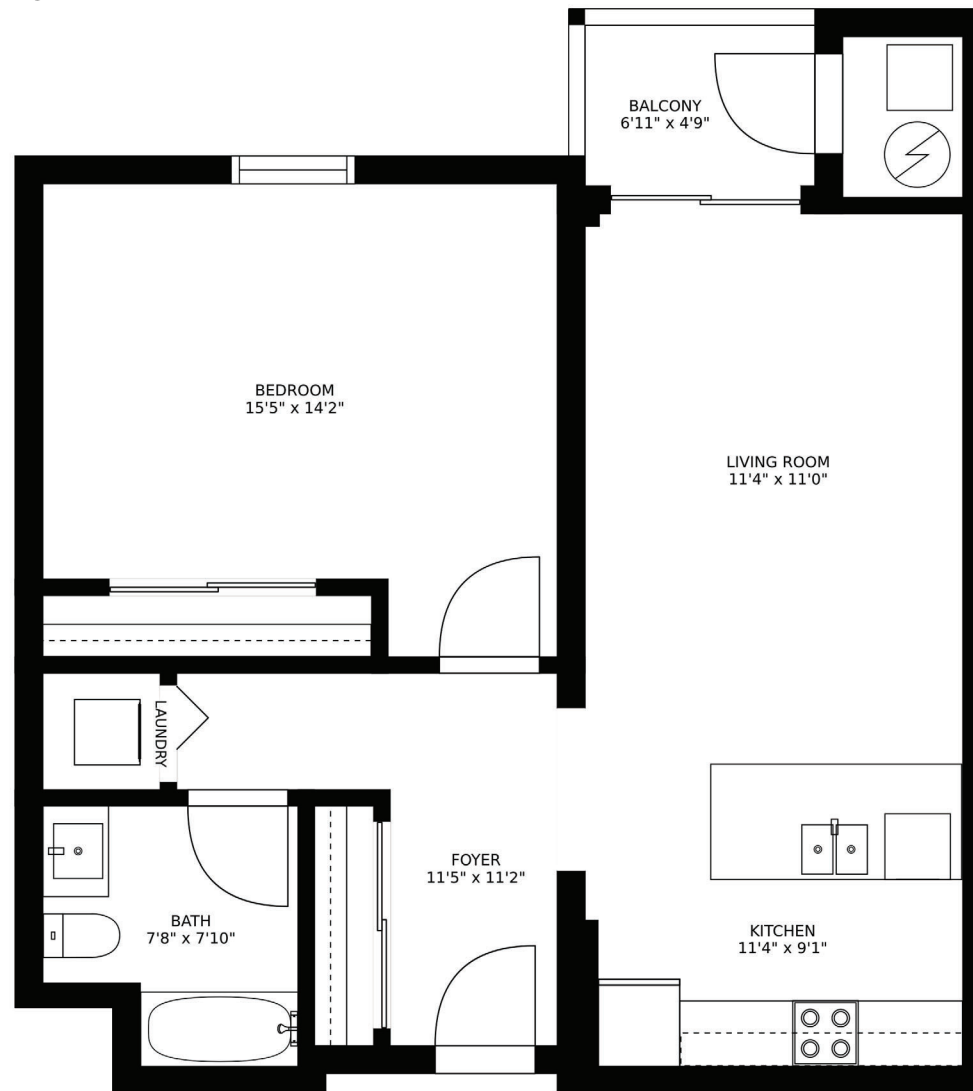 BALCONY
6'11" x 4'9"
BEDROOM
15'5" x 14'2"
LIVING ROOM
11'4" x 11'0"
LAUNDRY
FOYER
11'5" x 11'2"
BATH
7'8" x 7'10"
KITCHEN
11'4" x 9'1"